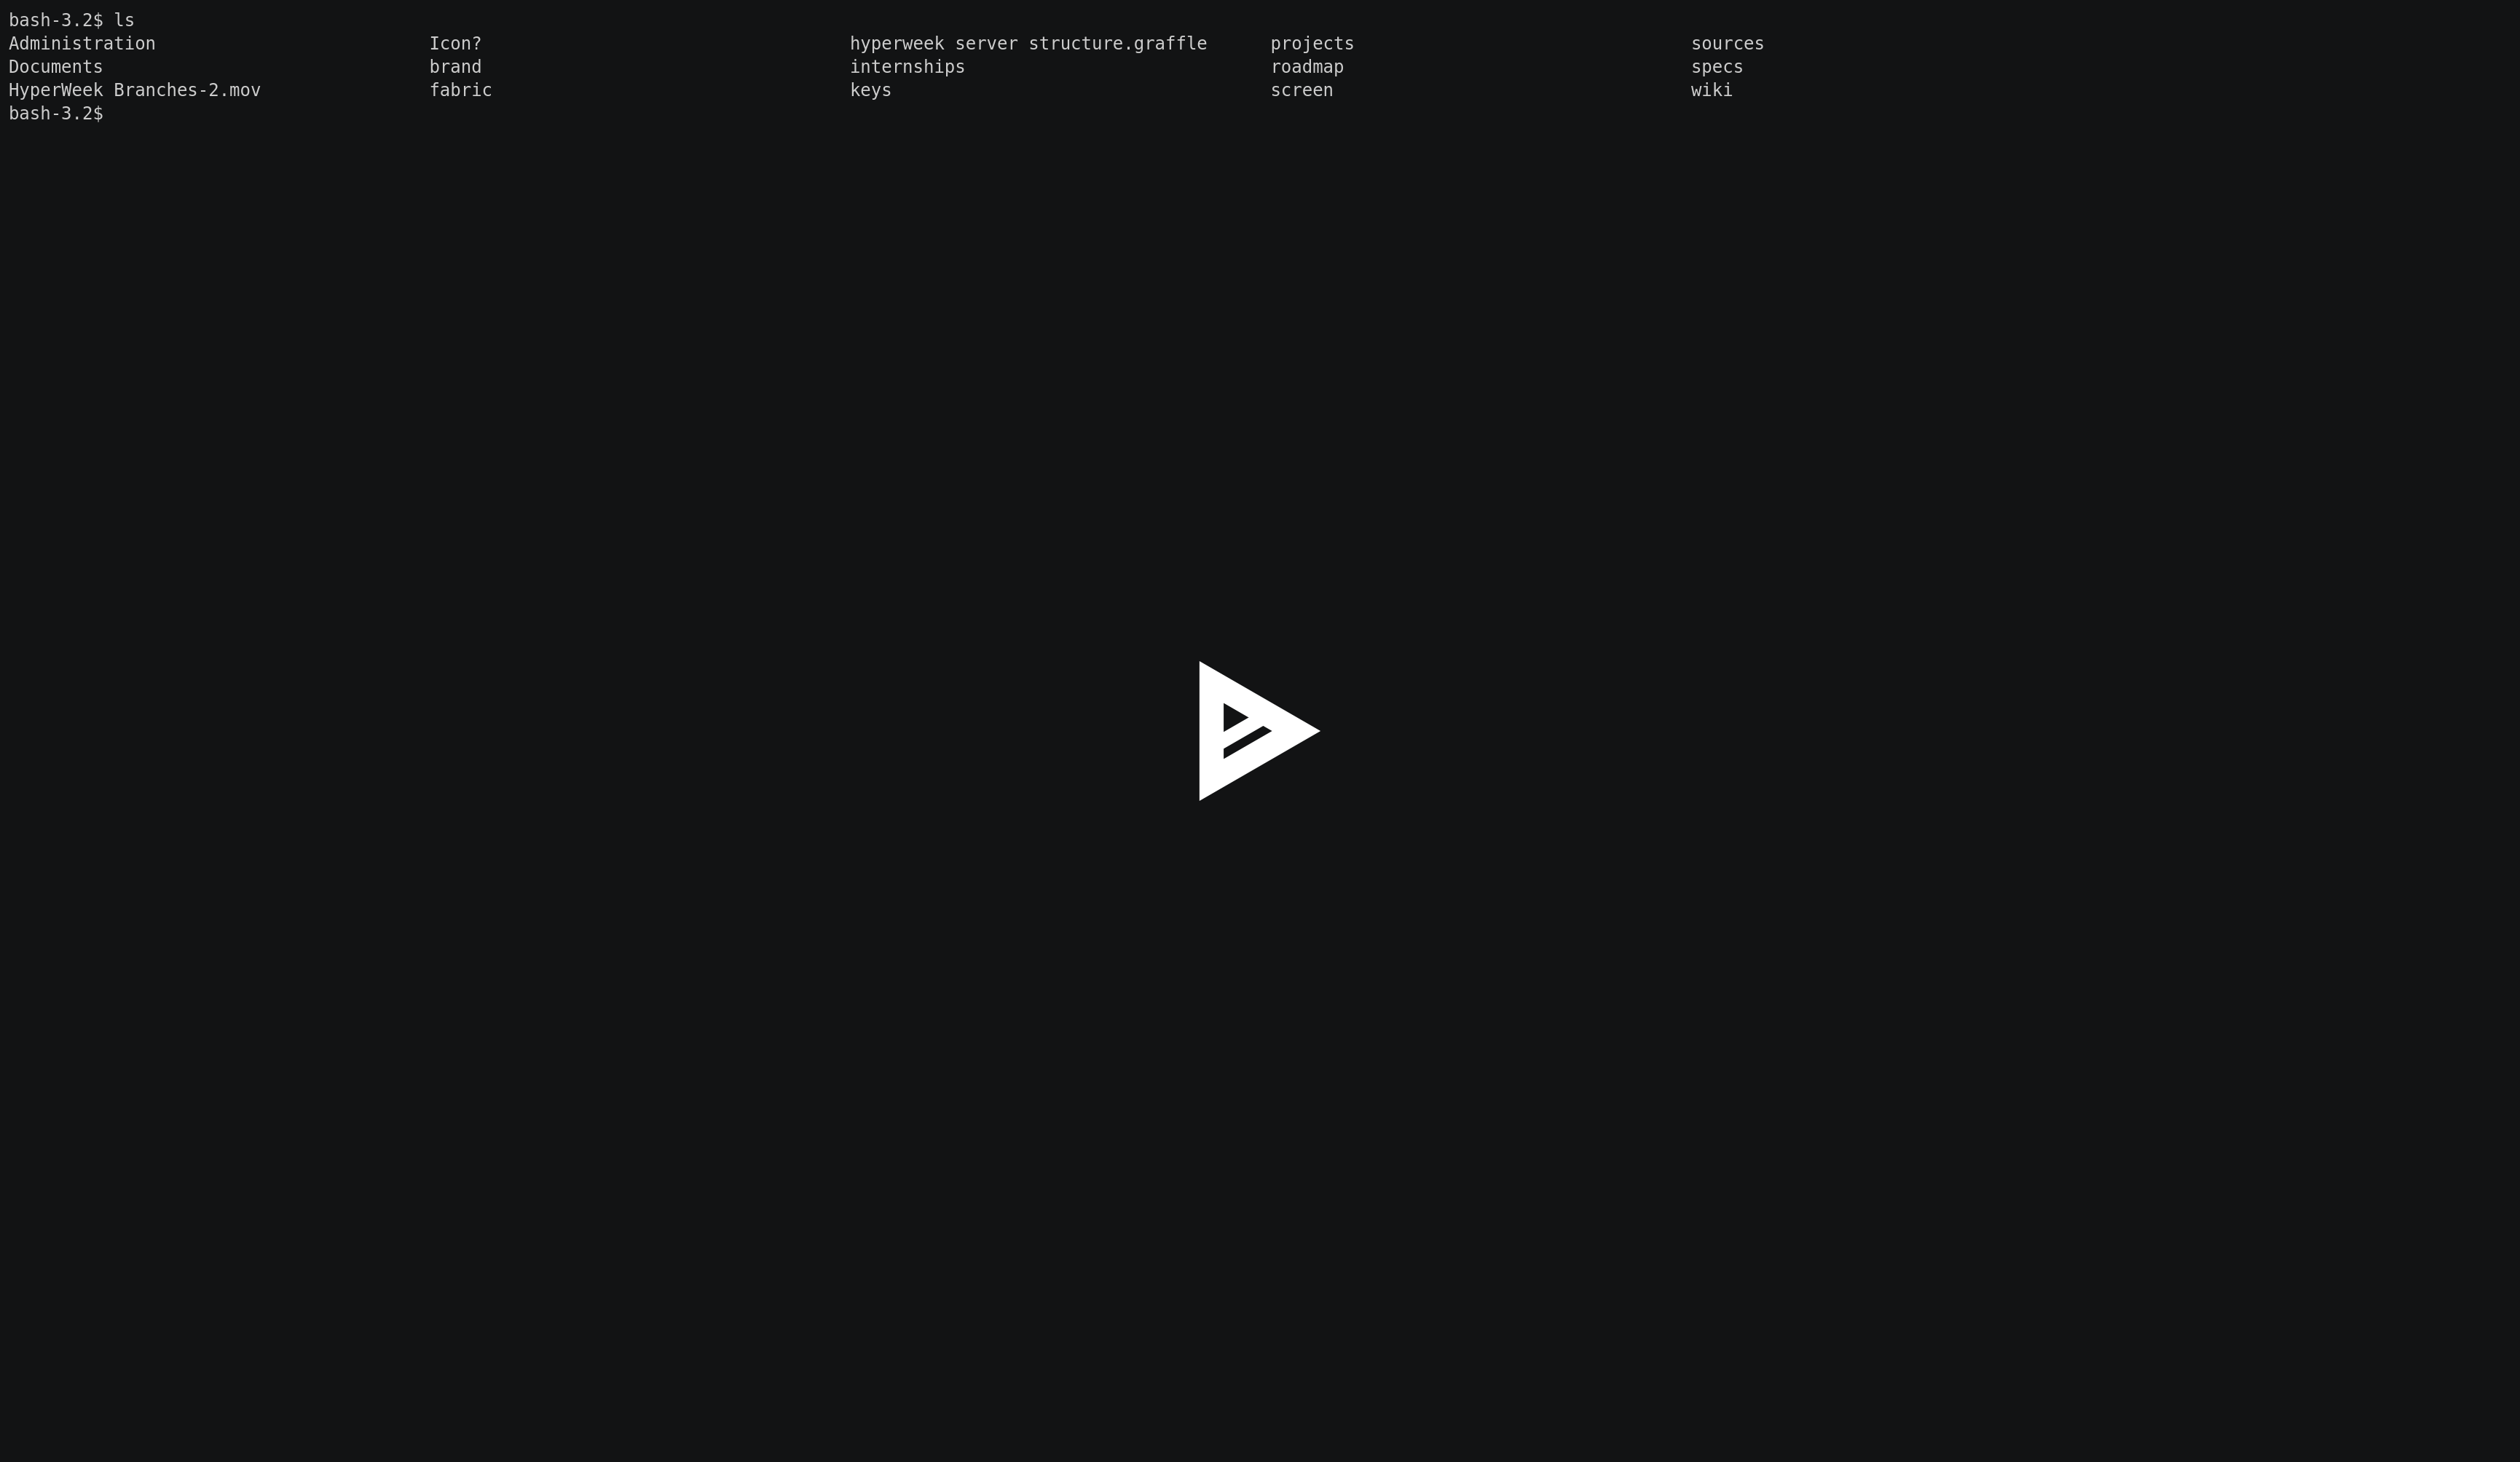 bash-3.2$ ls
Administration Icon? hyperweek server structure.graffle projects sources
Documents brand internships roadmap specs
HyperWeek Branches-2.mov fabric keys screen wiki
bash-3.2$